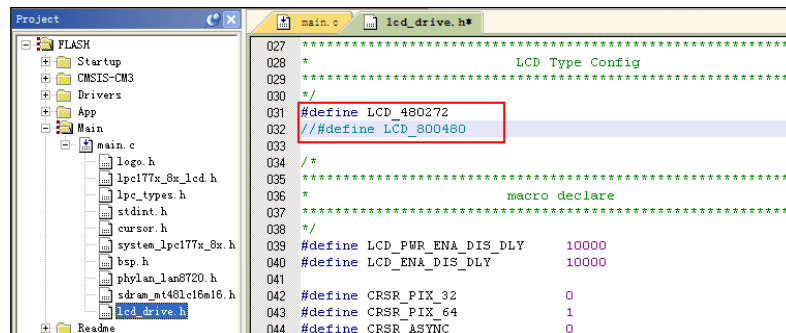 Project
main.c
lcd_drive.h*
FLASH
Startup
CMSIS-CM3
Drivers
App
Main
main.c
logo.h
lpc177x_8x_lcd.h
lpc_types.h
stdint.h
cursor.h
system_lpc177x_8x.h
bsp.h
phylan_lan8720.h
sdram_mt48lc16m16.h
lcd_drive.h
Readme
027 ************************************************************
028 * LCD Type Config
029 ************************************************************
030 */
031 #define LCD_480272
032 //#define LCD_800480
033
034 /*
035 ************************************************************
036 * macro declare
037 ************************************************************
038 */
039 #define LCD_PWR_ENA_DIS_DLY 10000
040 #define LCD_ENA_DIS_DLY 10000
041
042 #define CRSR_PIX_32 0
043 #define CRSR_PIX_64 1
044 #define CRSR_ASYNC 0